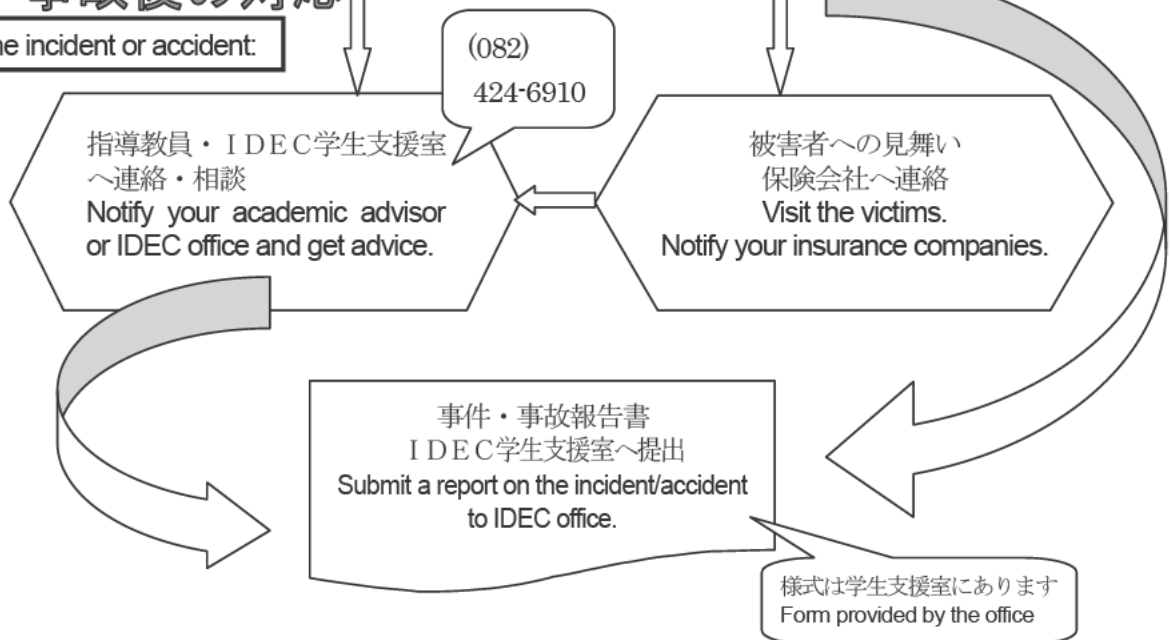 事故後の対応
he incident or accident:
(082)
424-6910
指導教員・ＩＤＥＣ学生支援室
へ連絡・相談
Notify your academic advisor
or IDEC office and get advice.
被害者への見舞い
保険会社へ連絡
Visit the victims.
Notify your insurance companies.
事件・事故報告書
ＩＤＥＣ学生支援室へ提出
Submit a report on the incident/accident
to IDEC office.
様式は学生支援室にあります
Form provided by the office